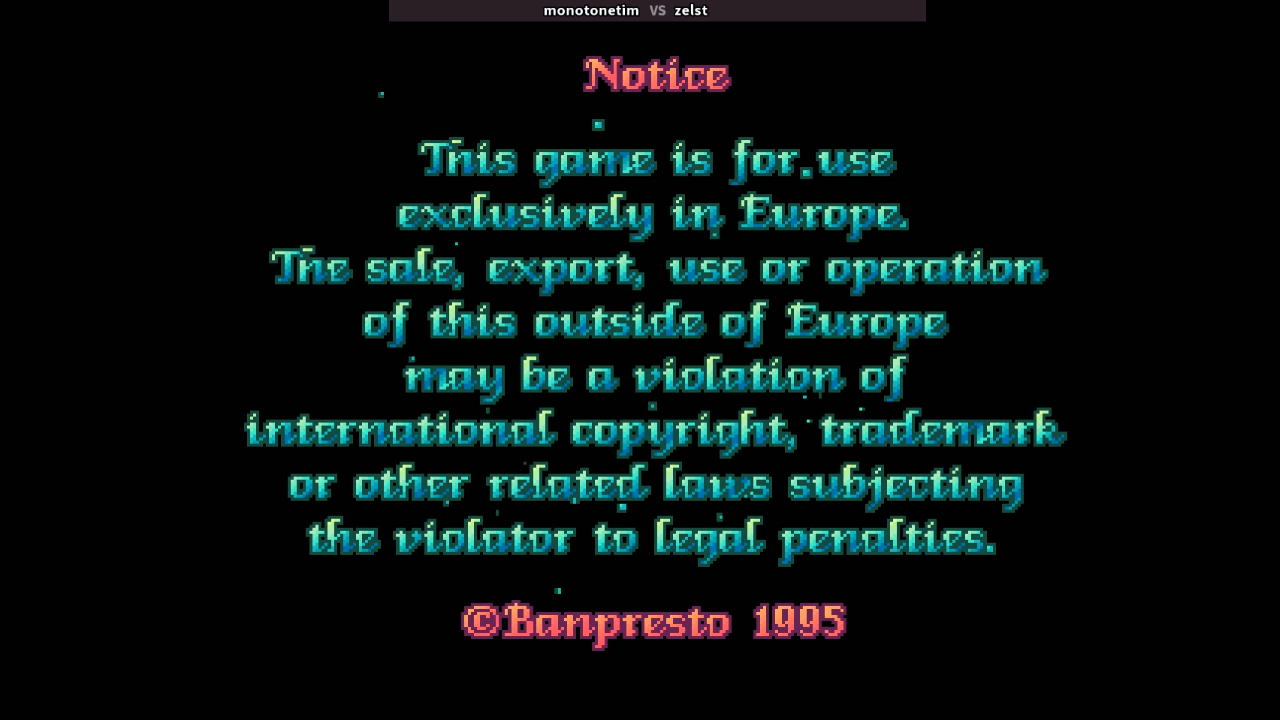 monotonetim VS zelst
Notice
This game is for use
exclusively in Europe.
The sale, export, use or operation
of this outside of Europe
may be a violation of
international copyright, trademark
or other related laws subjecting
the violator to legal penalties.
©Banpresto 1995